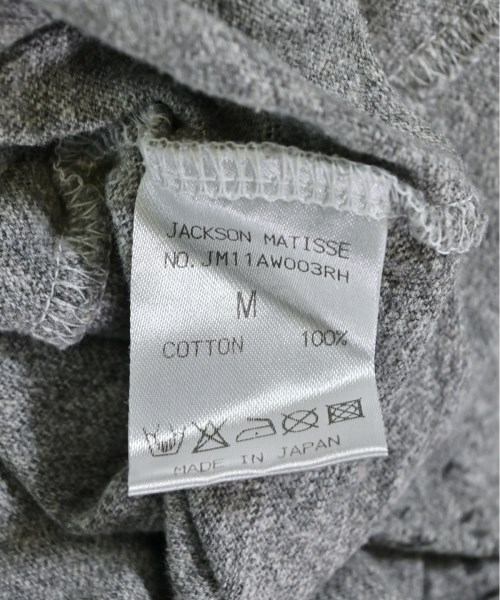 JACKSON MATISSE
NO. JM11AW003RH
M
COTTON 100%
MADE IN JAPAN